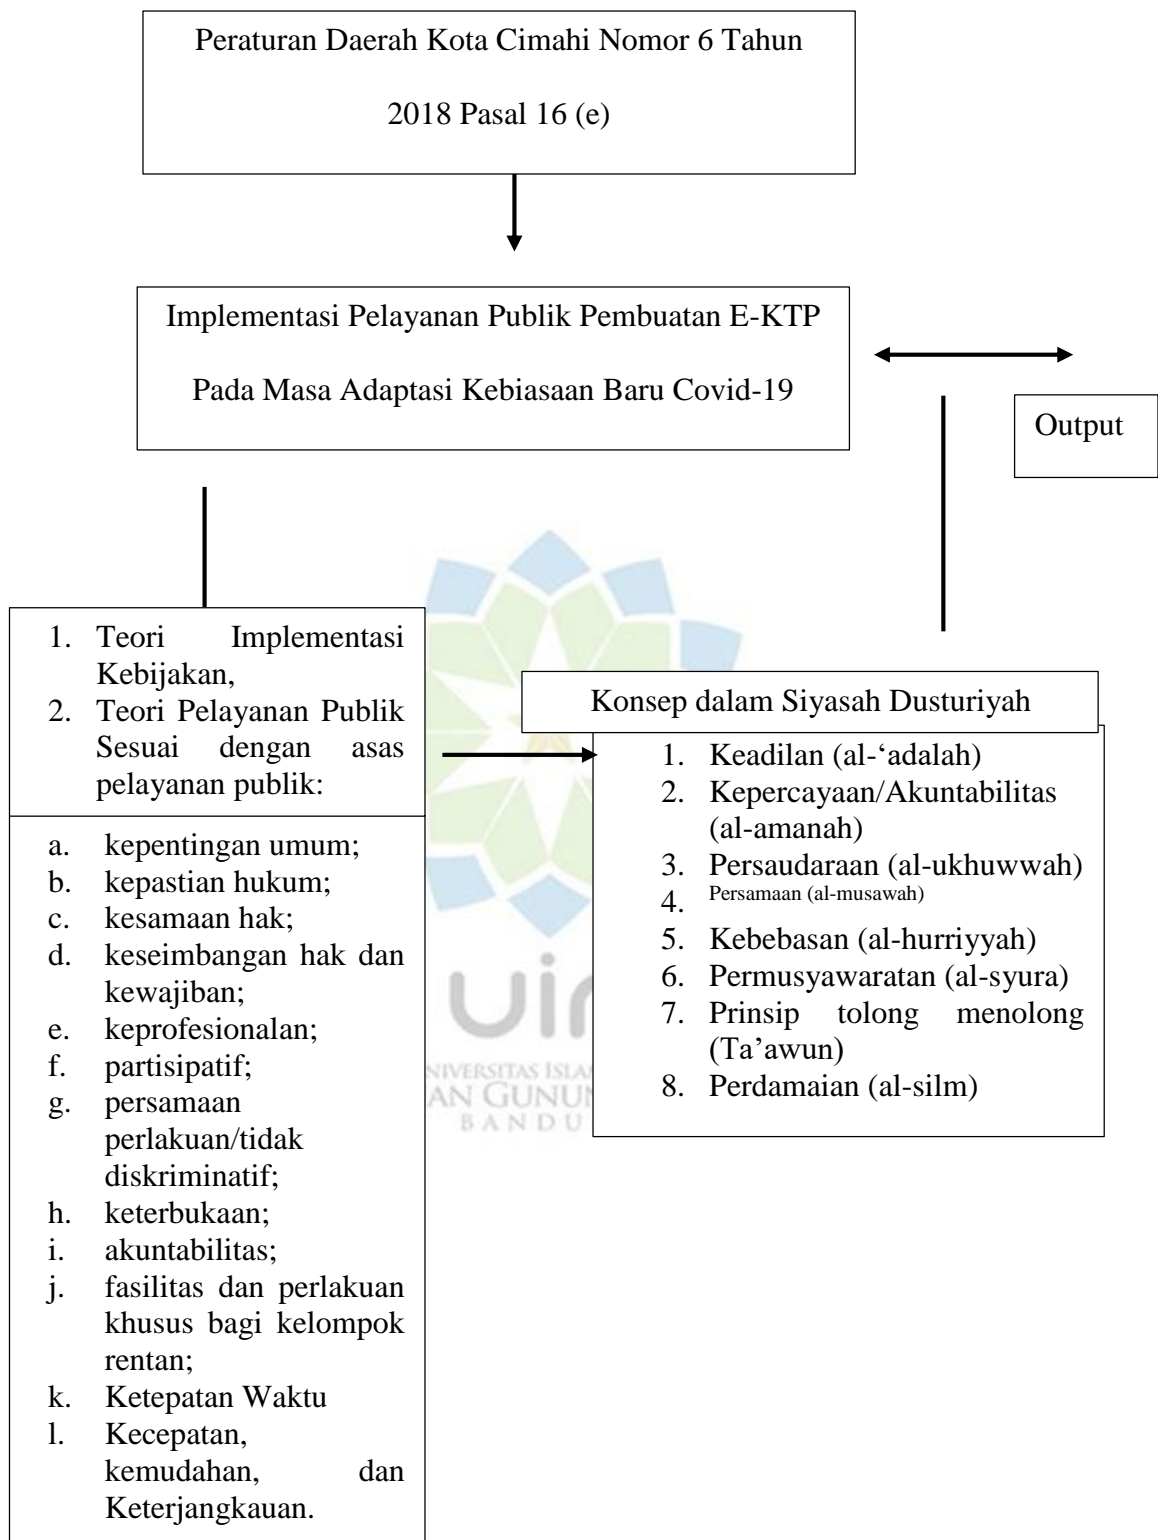 Peraturan Daerah Kota Cimahi Nomor 6 Tahun
2018 Pasal 16 (e)
Implementasi Pelayanan Publik Pembuatan E-KTP
Pada Masa Adaptasi Kebiasaan Baru Covid-19
Output
1. Teori Implementasi
Kebijakan,
2. Teori Pelayanan Publik
Sesuai dengan asas
pelayanan publik:
a. kepentingan umum;
b. kepastian hukum;
c. kesamaan hak;
d. keseimbangan hak dan
kewajiban;
e. keprofesionalan;
f. partisipatif;
g. persamaan
perlakuan/tidak
diskriminatif;
h. keterbukaan;
i. akuntabilitas;
j. fasilitas dan perlakuan
khusus bagi kelompok
rentan;
k. Ketepatan Waktu
l. Kecepatan,
kemudahan, dan
Keterjangkauan.
Konsep dalam Siyasah Dusturiyah
1. Keadilan (al-‘adalah)
2. Kepercayaan/Akuntabilitas
(al-amanah)
3. Persaudaraan (al-ukhuwwah)
4. Persamaan (al-musawah)
5. Kebebasan (al-hurriyyah)
6. Permusyawaratan (al-syura)
7. Prinsip tolong menolong
(Ta’awun)
8. Perdamaian (al-silm)